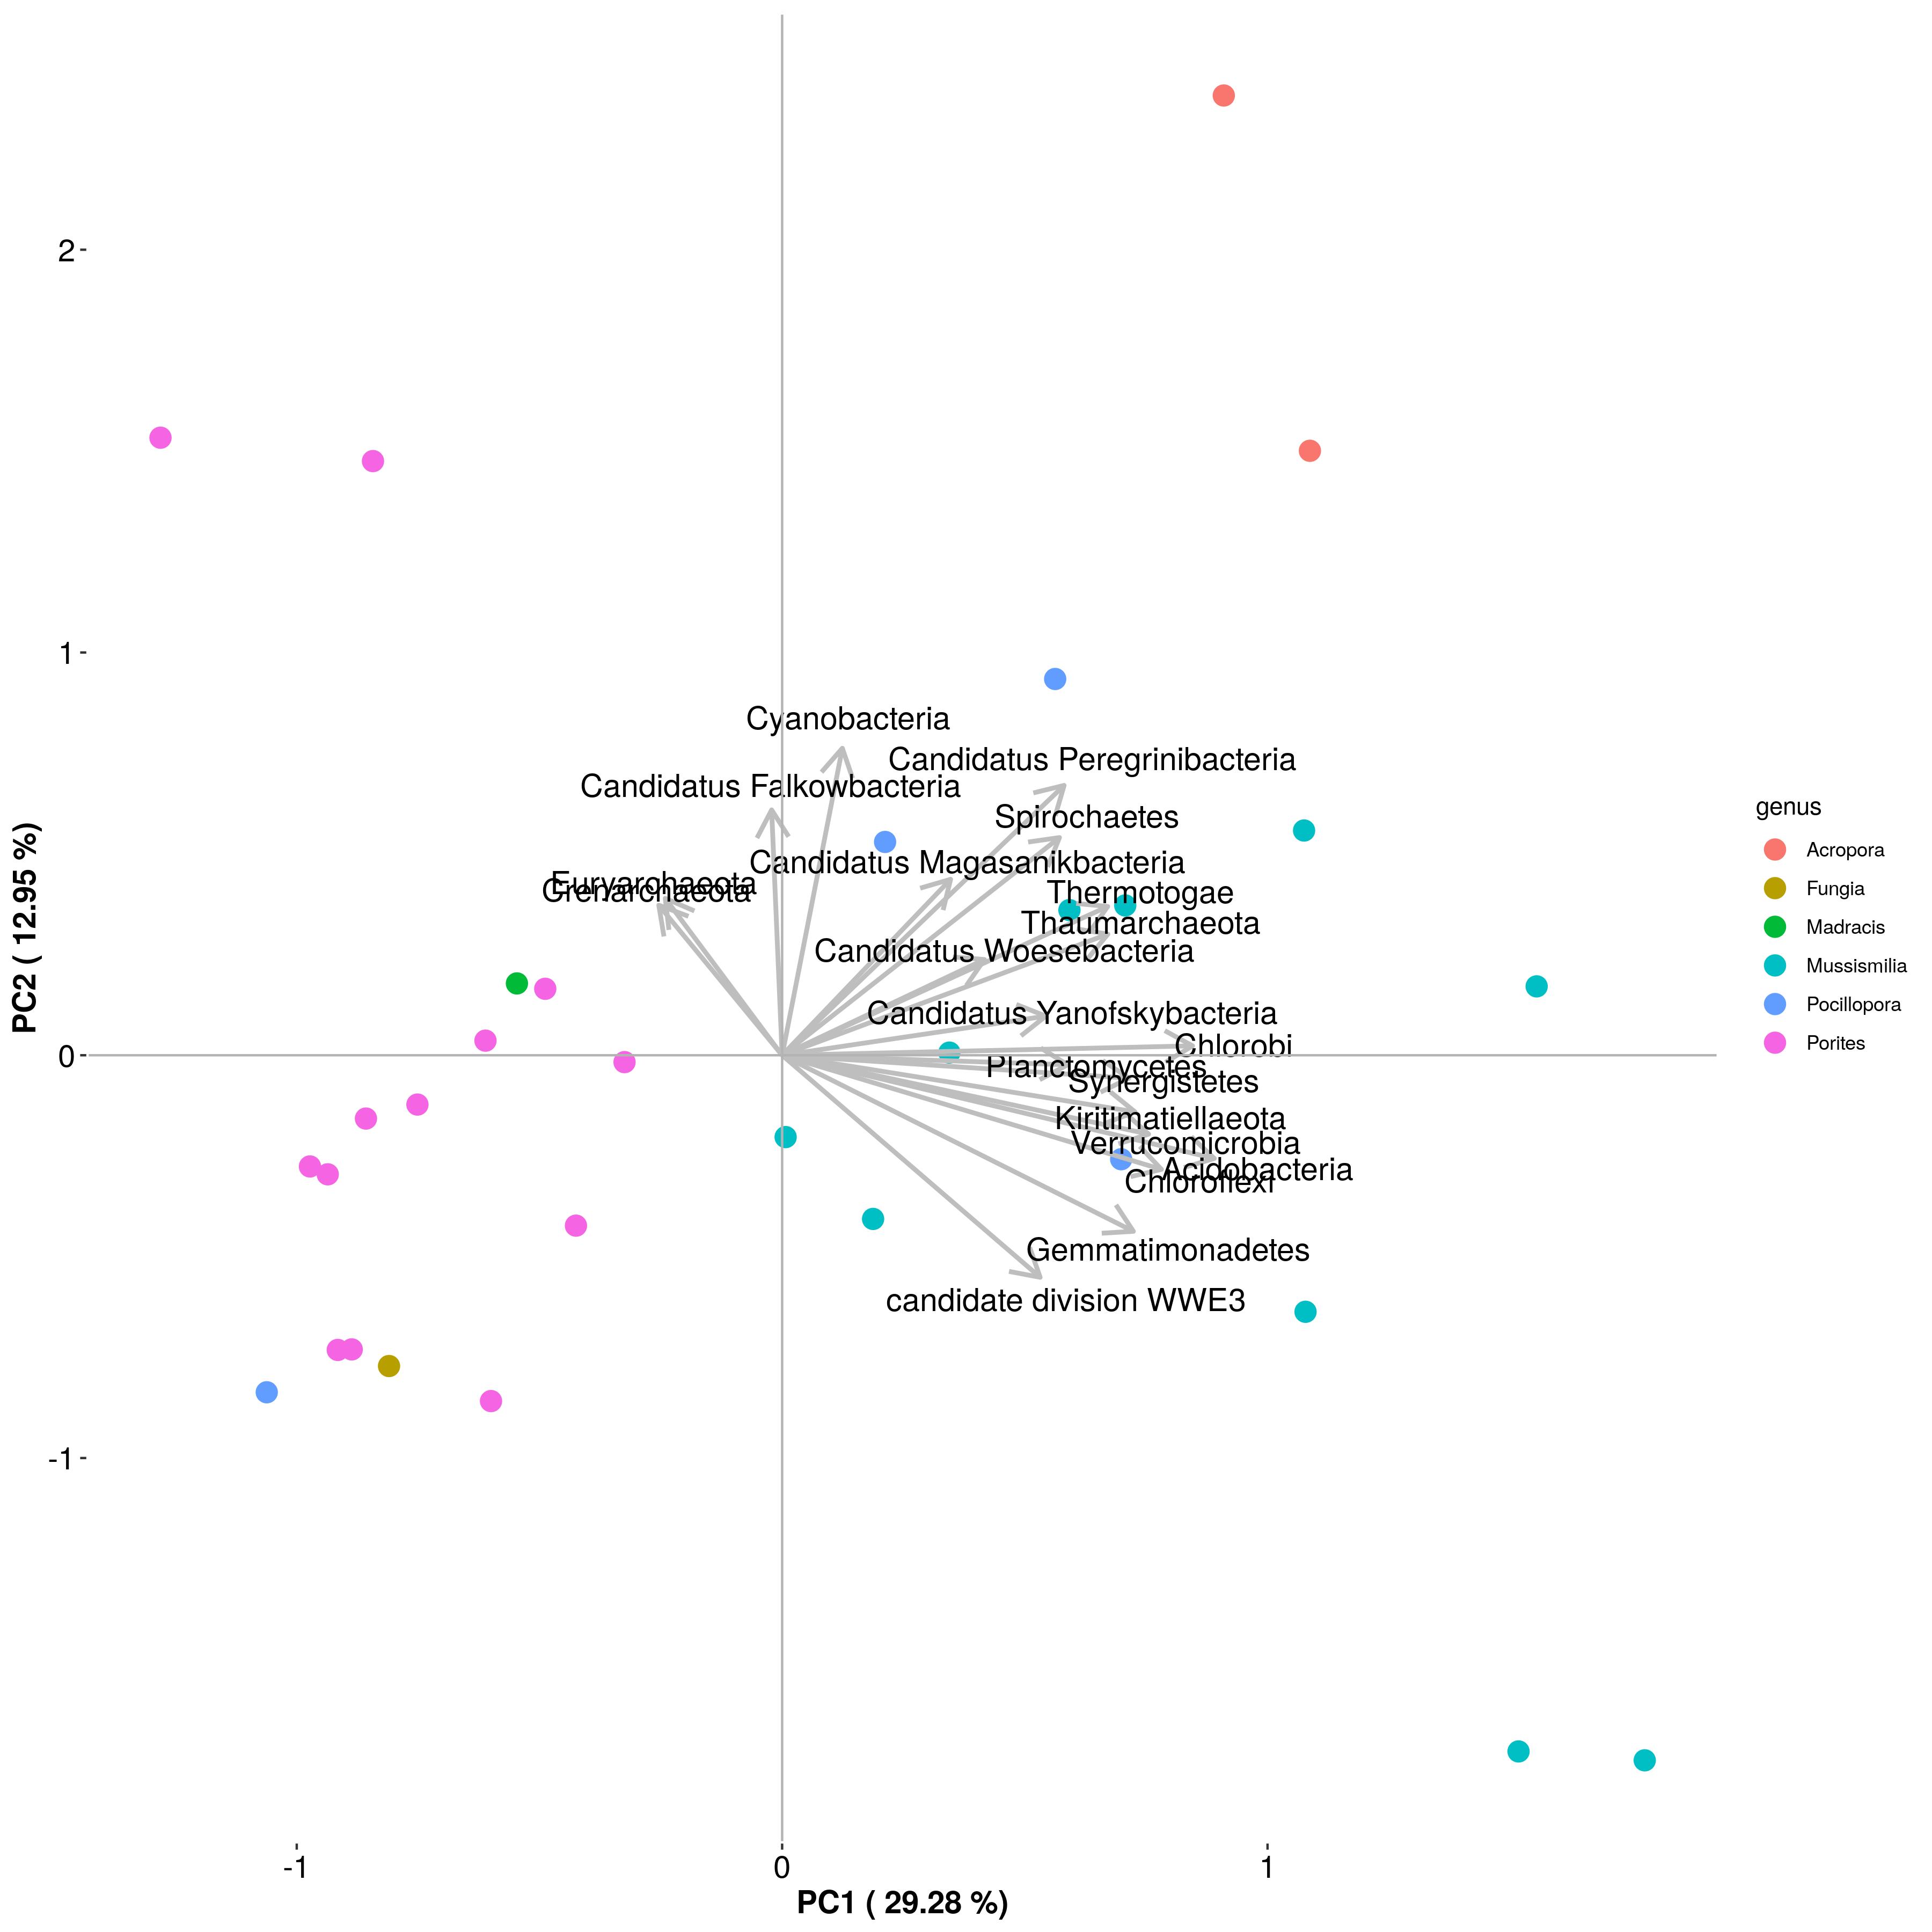 2
1
0
-1
PC2 ( 12.95 %)
Cyanobacteria
Candidatus Peregrinibacteria
Candidatus Falkowbacteria
Spirochaetes
Candidatus Magasanikbacteria
Euryarchaeota
Crenarchaeota
Thermotogae
Thaumarchaeota
Candidatus Woesebacteria
Candidatus Yanofskybacteria
Chlorobi
Planctomycetes
Synergistetes
Kiritimatiellaeota
Verrucomicrobia
Acidobacteria
Chloroflexi
Gemmatimonadetes
candidate division WWE3
-1
0
1
PC1 ( 29.28 %)
genus
Acropora
Fungia
Madracis
Mussismilia
Pocillopora
Porites